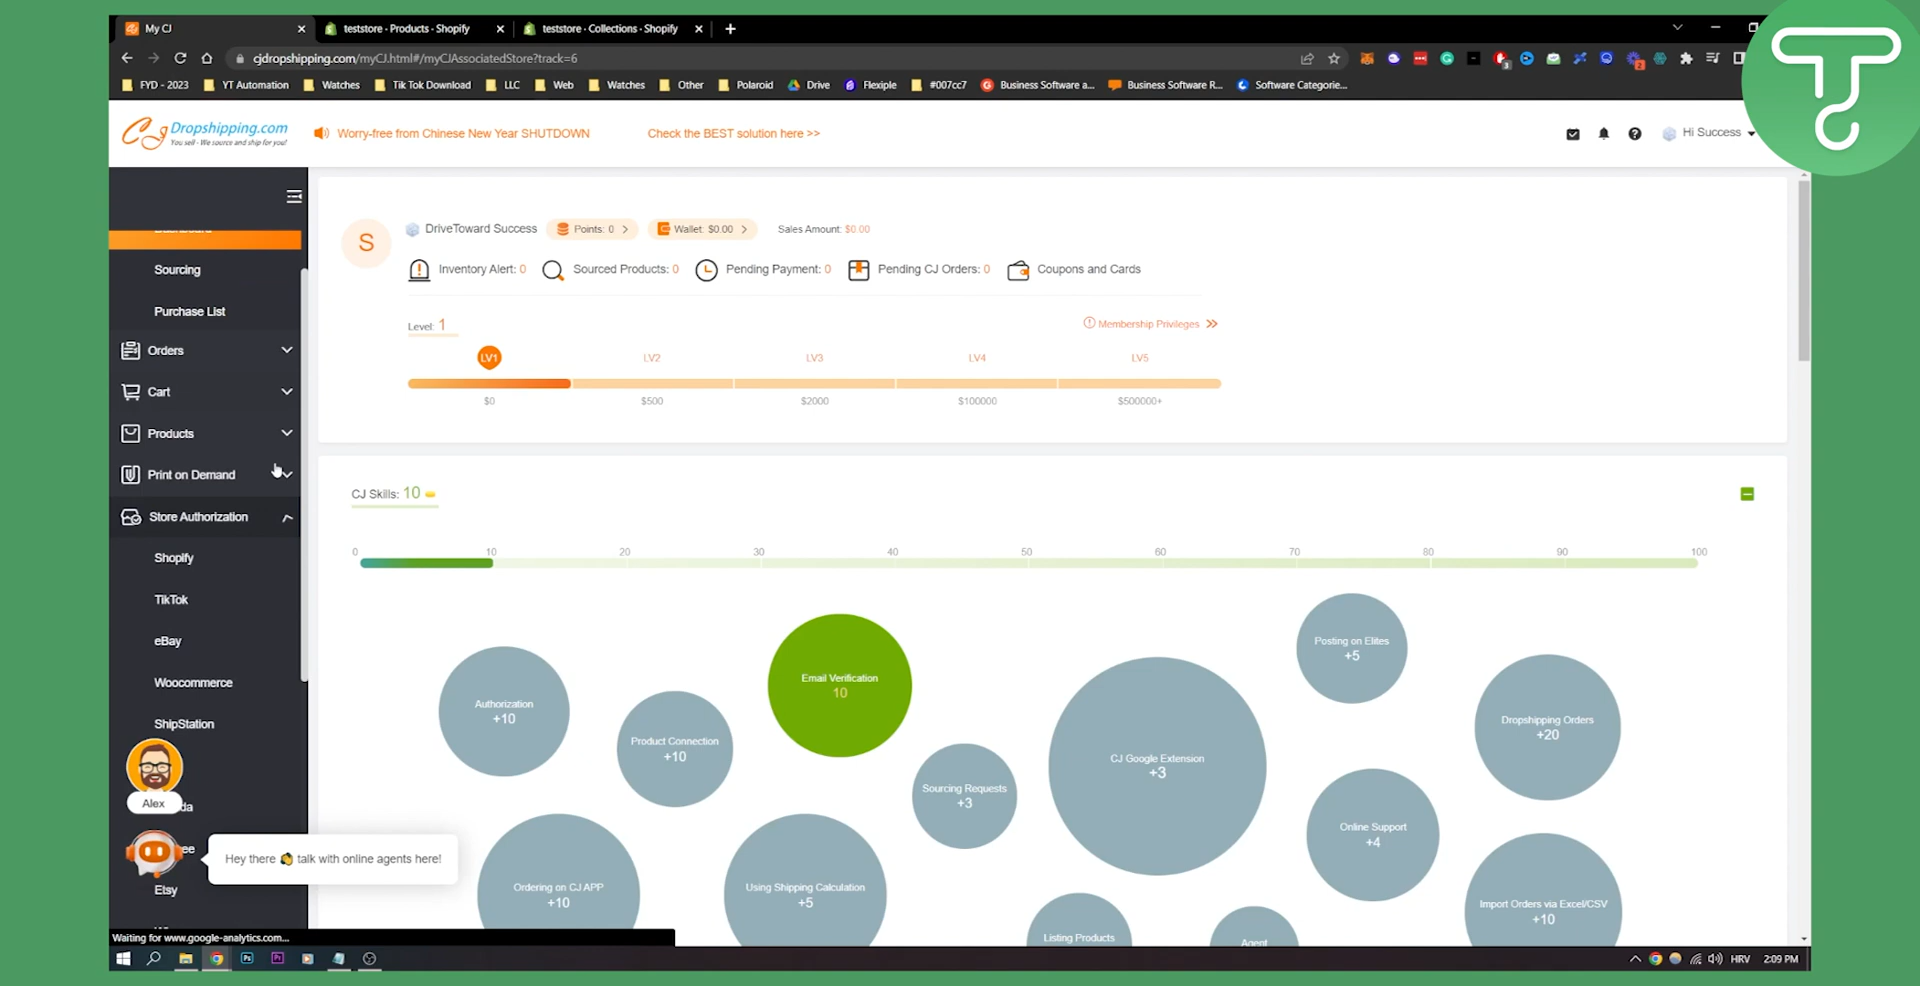 My CJ
teststore - Products - Shopify
teststore - Collections - Shopify
cjdropshipping.com/myCJ.html#/myCJAssociatedStore?track=6
FYD - 2023
YT Automation
Watches
Tik Tok Download
LLC
Web
Watches
Other
Polaroid
Drive
Flexiple
#007cc7
Business Software a...
Business Software R...
Software Categorie...
CJ Dropshipping.com
You sell - We source and ship for you!
Worry-free from Chinese New Year SHUTDOWN
Check the BEST solution here >>
Hi Success
Dashboard
Sourcing
Purchase List
Orders
Cart
Products
Print on Demand
Store Authorization
Shopify
TikTok
eBay
Woocommerce
ShipStation
Alex
da
ee
Hey there talk with online agents here!
Etsy
S
DriveToward Success
Points: 0 >
Wallet: $0.00 >
Sales Amount: $0.00
Inventory Alert: 0
Sourced Products: 0
Pending Payment: 0
Pending CJ Orders: 0
Coupons and Cards
Level: 1
Membership Privileges
LV1
LV2
LV3
LV4
LV5
$0
$500
$2000
$100000
$500000+
CJ Skills: 10
0
10
20
30
40
50
60
70
80
90
100
Authorization
+10
Product Connection
+10
Email Verification
10
Sourcing Requests
+3
CJ Google Extension
+3
Posting on Elites
+5
Dropshipping Orders
+20
Online Support
+4
Ordering on CJ APP
+10
Using Shipping Calculation
+5
Import Orders via Excel/CSV
+10
Listing Products
Agent
Waiting for www.google-analytics.com...
HRV
2:09 PM